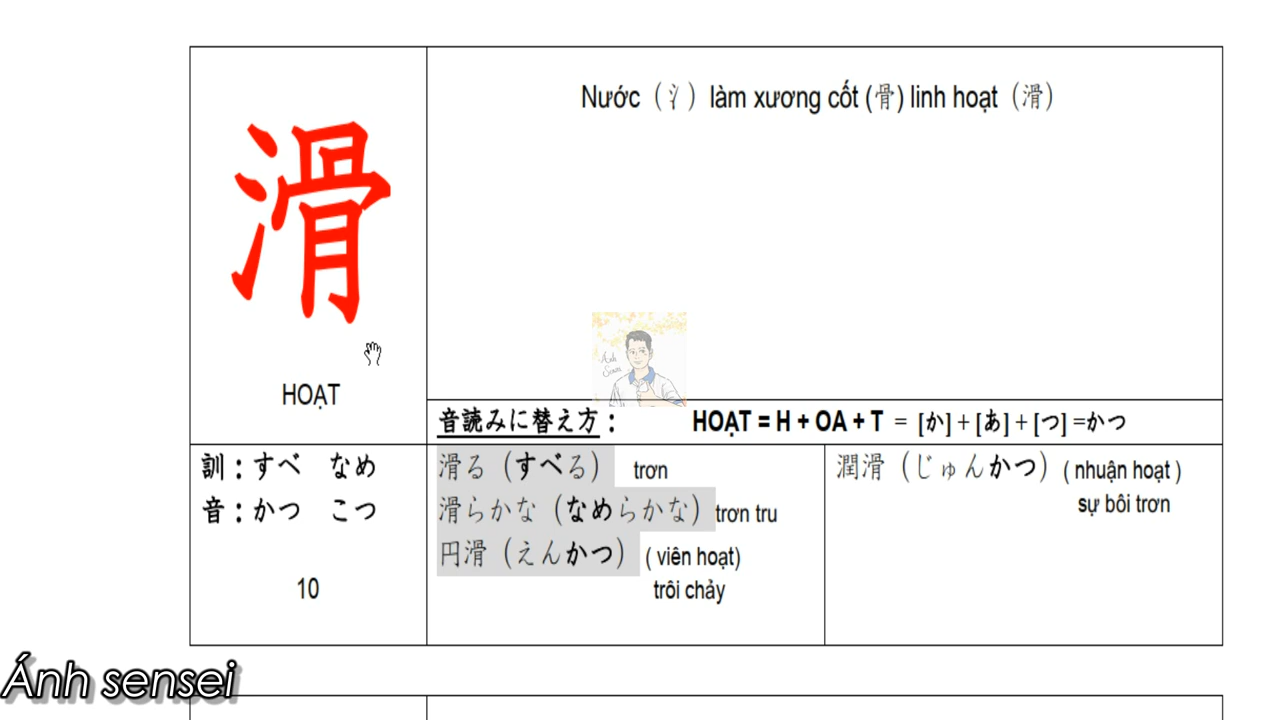 Nước（氵）làm xương cốt (骨) linh hoạt（滑）
滑
HOẠT
音読みに替え方： HOẠT = H + OA + T = [か] + [あ] + [つ] =かつ
訓：すべ なめ
音：かつ こつ
10
滑る（すべる） trơn
滑らかな（なめらかな）trơn tru
円滑（えんかつ） ( viên hoạt)
trôi chảy
潤滑（じゅんかつ）( nhuận hoạt )
sự bôi trơn
Ánh
Sensei
Ánh sensei